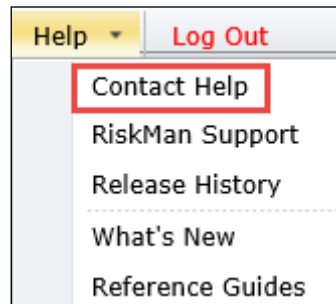 Help Log Out
Contact Help
RiskMan Support
Release History
What's New
Reference Guides